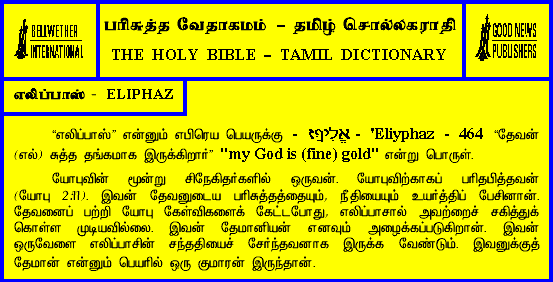 BELLWETHER
INTERNATIONAL
பரிசுத்த வேதாகமம் – தமிழ் சொல்லகராதி
THE HOLY BIBLE – TAMIL DICTIONARY
GOOD NEWS
PUBLISHERS
எலிப்பாஸ் - ELIPHAZ
“எலிப்பாஸ்” என்னும் எபிரெய பெயருக்கு - אֱלִיפָז - 'Eliyphaz - 464 “தேவன்
(எல்) சுத்த தங்கமாக இருக்கிறார்” "my God is (fine) gold" என்று பொருள்.
யோபுவின் மூன்று சிநேகிதர்களில் ஒருவன். யோபுவிற்காகப் பரிதபித்தவன்
(யோபு 2:11). இவன் தேவனுடைய பரிசுத்தத்தையும், நீதியையும் உயர்த்திப் பேசினான்.
தேவனைப் பற்றி யோபு கேள்விகளைக் கேட்டபோது, எலிப்பாசால் அவற்றைச் சகித்துக்
கொள்ள முடியவில்லை. இவன் தேமானியன் எனவும் அழைக்கப்படுகிறான். இவன்
ஒருவேளை எலிப்பாசின் சந்ததியைச் சேர்ந்தவனாக இருக்க வேண்டும். இவனுக்குத்
தேமான் என்னும் பெயரில் ஒரு குமாரன் இருந்தான்.